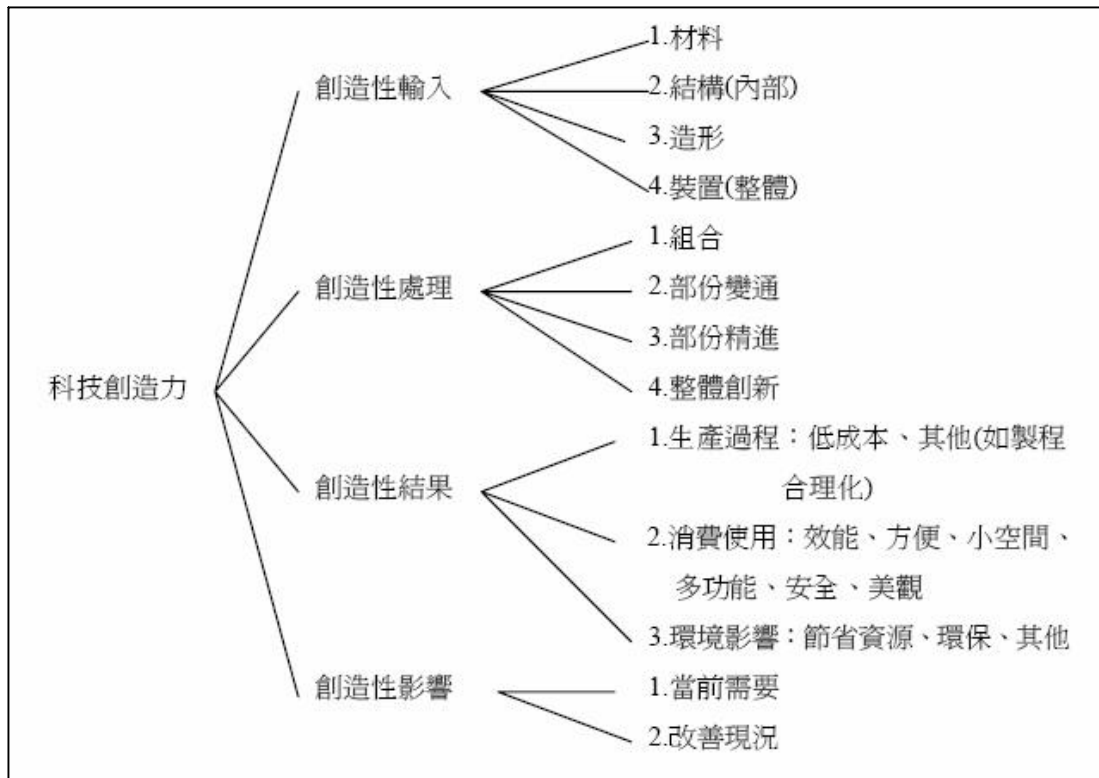 科技創造力
創造性輸入
1.材料
2.結構(內部)
3.造形
4.裝置(整體)
創造性處理
1.組合
2.部份變通
3.部份精進
4.整體創新
創造性結果
1.生產過程：低成本、其他(如製程
合理化)
2.消費使用：效能、方便、小空間、
多功能、安全、美觀
3.環境影響：節省資源、環保、其他
創造性影響
1.當前需要
2.改善現況